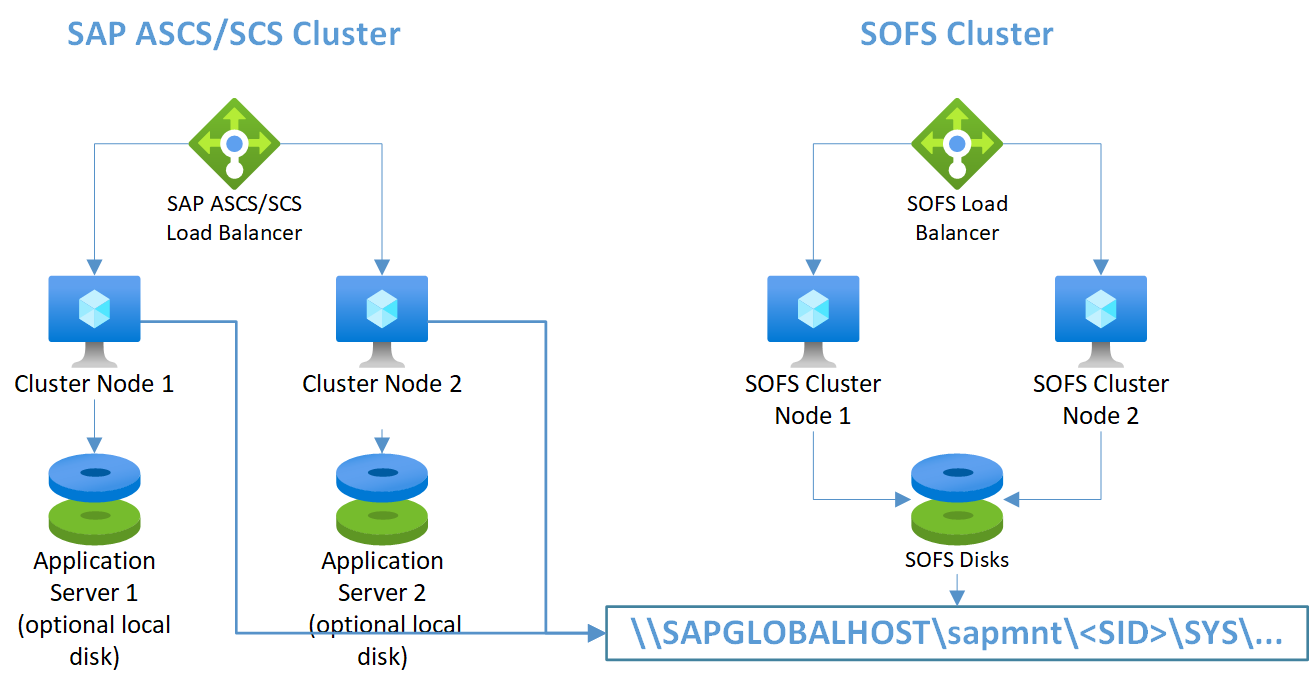 SAP ASCS/SCS Cluster
SOFS Cluster
SAP ASCS/SCS
Load Balancer
SOFS Load
Balancer
Cluster Node 1
Cluster Node 2
SOFS Cluster
Node 1
SOFS Cluster
Node 2
Application
Server 1
(optional local
disk)
Application
Server 2
(optional local
disk)
SOFS Disks
\\SAPGLOBALHOST\sapmnt\<SID>\SYS\...